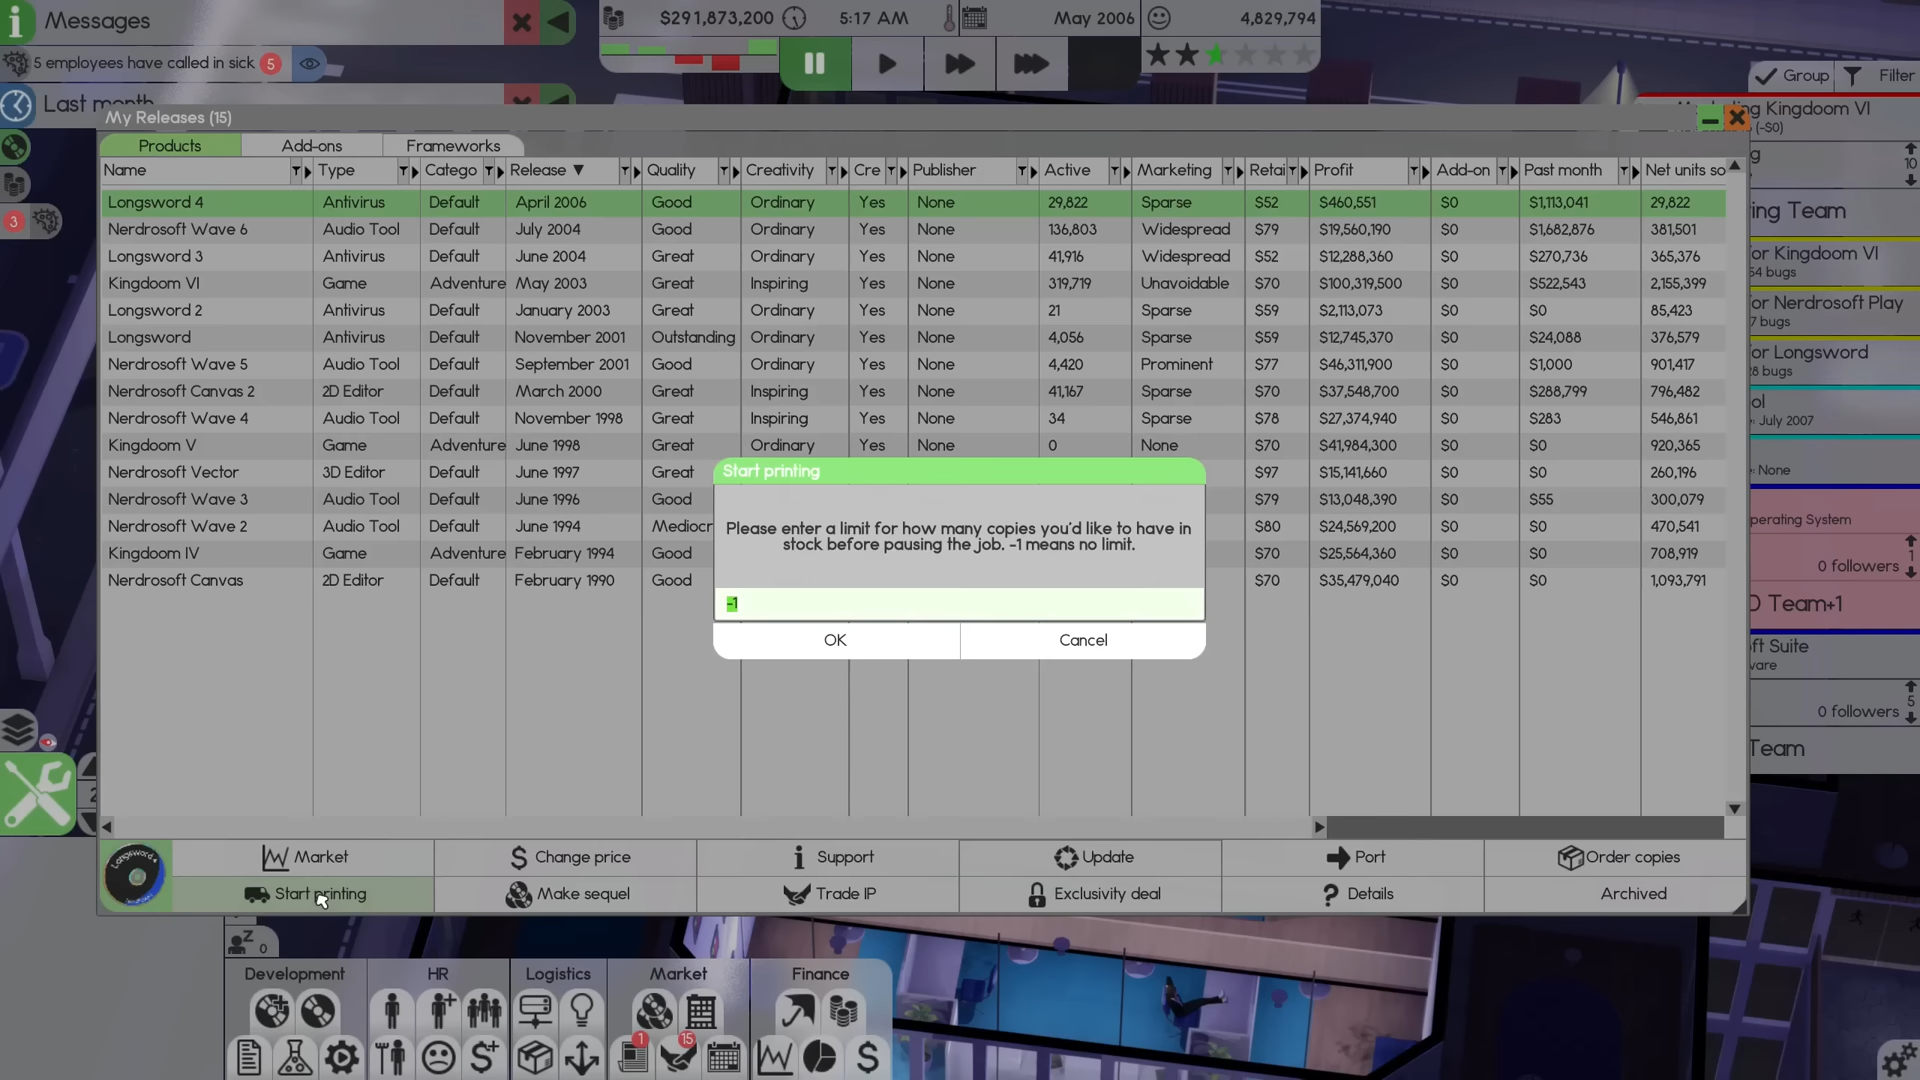 Messages
$291,873,200
5:17 AM
May 2006
4,829,794
5 employees have called in sick 5
Group
Filter
Last month
My Releases (15)
Kingdoom VI
(-$0)
Products
Add-ons
Frameworks
10
Name
Type
Catego
Release
Quality
Creativity
Cre
Publisher
Active
Marketing
Retai
Profit
Add-on
Past month
Net units so
Longsword 4 Antivirus Default April 2006 Good Ordinary Yes None 29,822 Sparse $52 $460,551 $0 $1,113,041 29,822
Nerdrosoft Wave 6 Audio Tool Default July 2004 Good Ordinary Yes None 136,803 Widespread $79 $19,560,190 $0 $1,682,876 381,501
Longsword 3 Antivirus Default June 2004 Great Ordinary Yes None 41,916 Widespread $52 $12,288,360 $0 $270,736 365,376
Kingdoom VI Game Adventure May 2003 Great Inspiring Yes None 319,719 Unavoidable $70 $100,319,500 $0 $522,543 2,155,399
Longsword 2 Antivirus Default January 2003 Great Ordinary Yes None 21 Sparse $59 $2,113,073 $0 $0 85,423
Longsword Antivirus Default November 2001 Outstanding Ordinary Yes None 4,056 Sparse $59 $12,745,370 $0 $24,088 376,579
Nerdrosoft Wave 5 Audio Tool Default September 2001 Good Ordinary Yes None 4,420 Prominent $77 $46,311,900 $0 $1,000 901,417
Nerdrosoft Canvas 2 2D Editor Default March 2000 Great Inspiring Yes None 41,167 Sparse $70 $37,548,700 $0 $288,799 796,482
Nerdrosoft Wave 4 Audio Tool Default November 1998 Great Inspiring Yes None 34 Sparse $78 $27,374,940 $0 $283 546,861
Kingdoom V Game Adventure June 1998 Great Ordinary Yes None 0 None $70 $41,984,300 $0 $0 920,365
Nerdrosoft Vector 3D Editor Default June 1997 Great $97 $15,141,660 $0 $0 260,196
Nerdrosoft Wave 3 Audio Tool Default June 1996 Good $79 $13,048,390 $0 $55 300,079
Nerdrosoft Wave 2 Audio Tool Default June 1994 Mediocr $80 $24,569,200 $0 $0 470,541
Kingdoom IV Game Adventure February 1994 Good $70 $25,564,360 $0 $0 708,919
Nerdrosoft Canvas 2D Editor Default February 1990 Good $70 $35,479,040 $0 $0 1,093,791
3
ing Team
or Kingdoom VI
54 bugs
or Nerdrosoft Play
7 bugs
or Longsword
28 bugs
ol
July 2007
: None
perating System
1
0 followers
D Team+1
ft Suite
ware
5
0 followers
Team
Start printing
Please enter a limit for how many copies you'd like to have in
stock before pausing the job. -1 means no limit.
-1
OK
Cancel
2
Longsword 4
Market
Change price
Support
Update
Port
Order copies
Start printing
Make sequel
Trade IP
Exclusivity deal
Details
Archived
Z 0
Development
HR
Logistics
Market
Finance
1
15